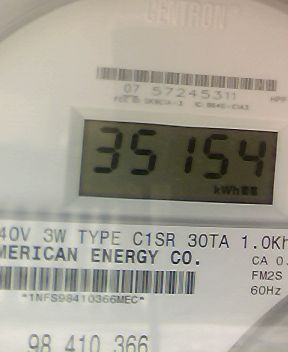 CENTRON
07 57245311
35154
kWh
40V 3W TYPE C1SR 30TA 1.0Kh
MERICAN ENERGY CO.
CA 0.
FM2S
*1NFS98410366MEC*
60Hz
98 410 366